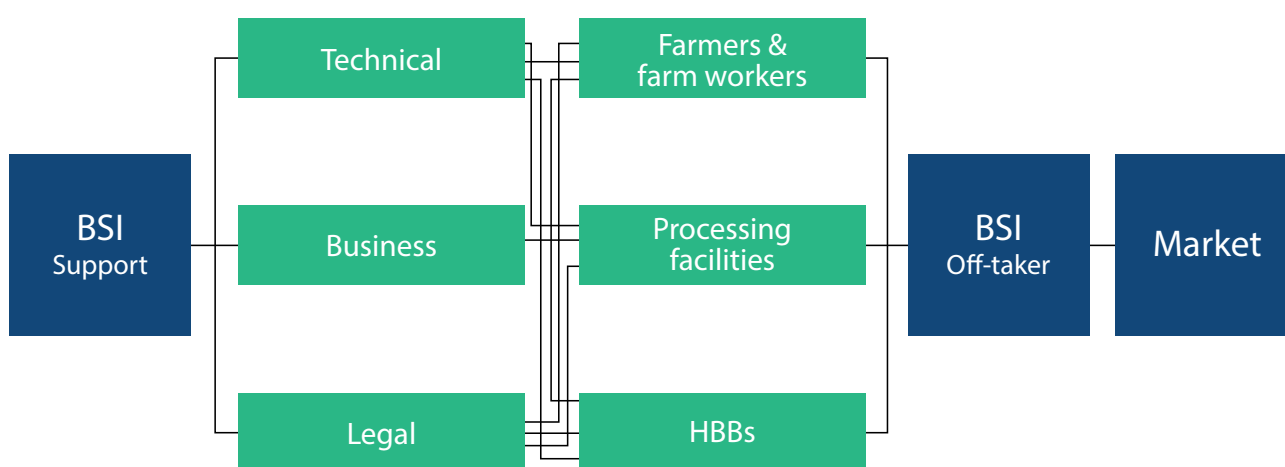 BSI
Support
Technical
Business
Legal
Farmers &
farm workers
Processing
facilities
HBBs
BSI
Off-taker
Market